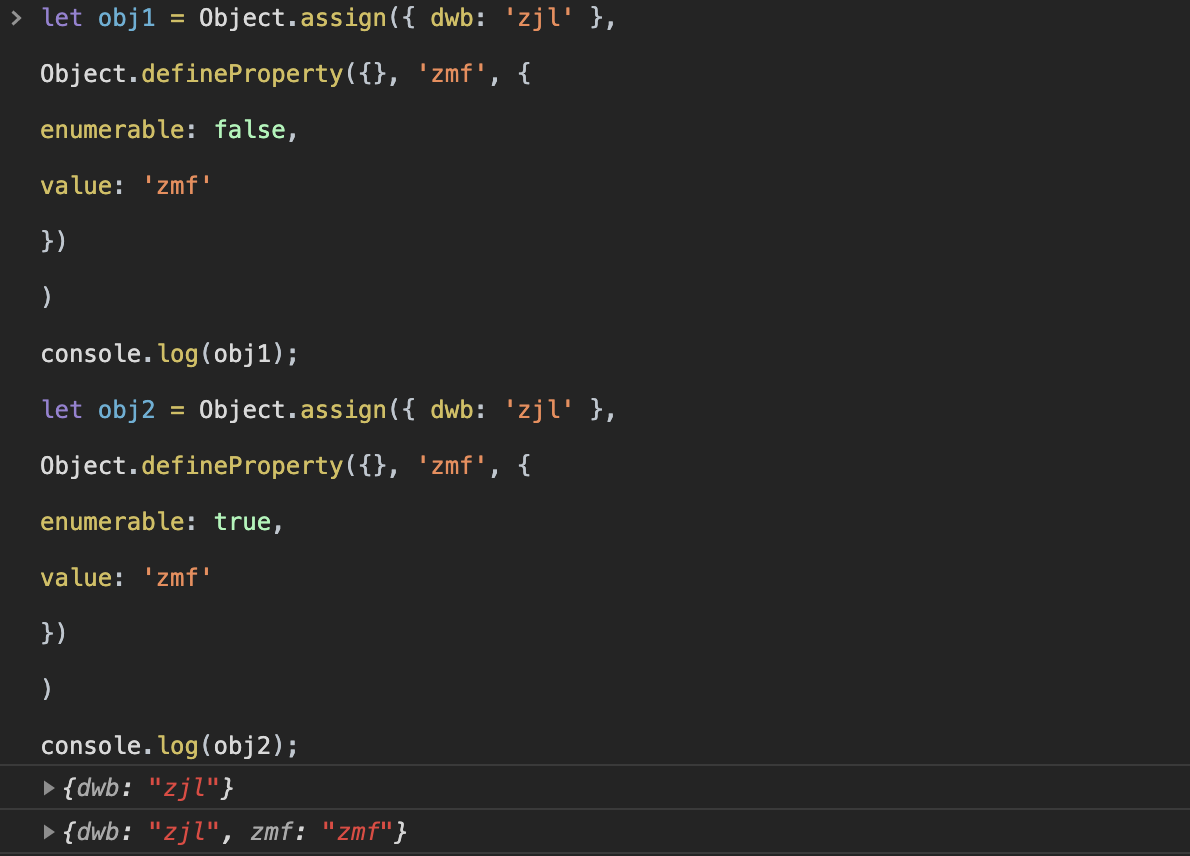 > let obj1 = Object.assign({ dwb: 'zjl' },
Object.defineProperty({}, 'zmf', {
enumerable: false,
value: 'zmf'
})
)
console.log(obj1);
let obj2 = Object.assign({ dwb: 'zjl' },
Object.defineProperty({}, 'zmf', {
enumerable: true,
value: 'zmf'
})
)
console.log(obj2);
▶{dwb: "zjl"}
▶{dwb: "zjl", zmf: "zmf"}